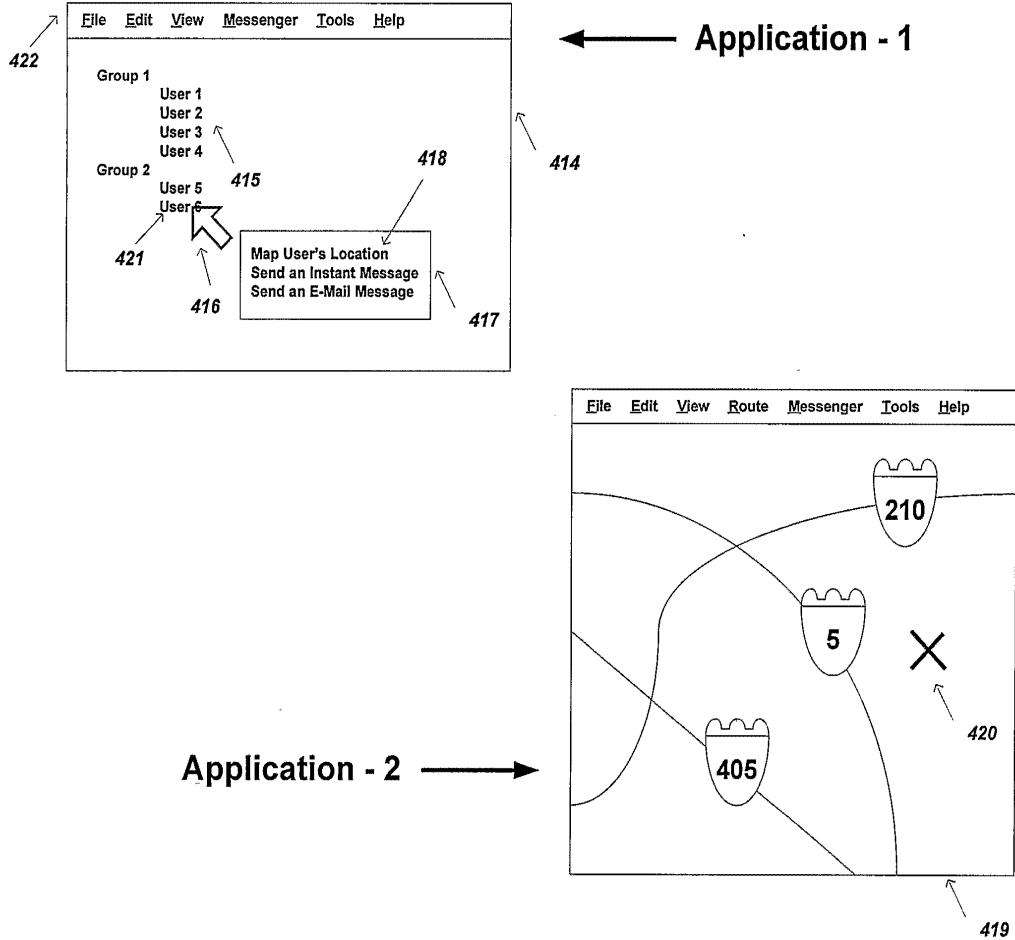 File Edit View Messenger Tools Help
Application - 1
422
Group 1
User 1
User 2
User 3
User 4
415
418
414
Group 2
User 5
User 6
421
416
Map User's Location
Send an Instant Message
Send an E-Mail Message
417
File Edit View Route Messenger Tools Help
210
5
420
Application - 2
405
419